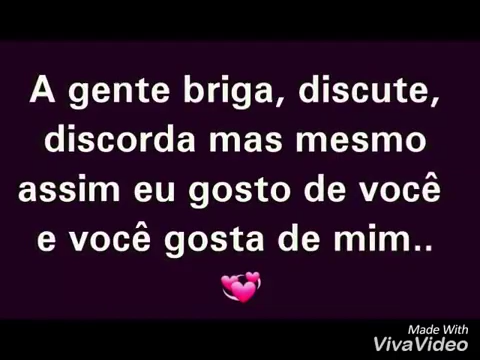 A gente briga, discute,
discorda mas mesmo
assim eu gosto de você
e você gosta de mim..
💞
Made With
VivaVideo